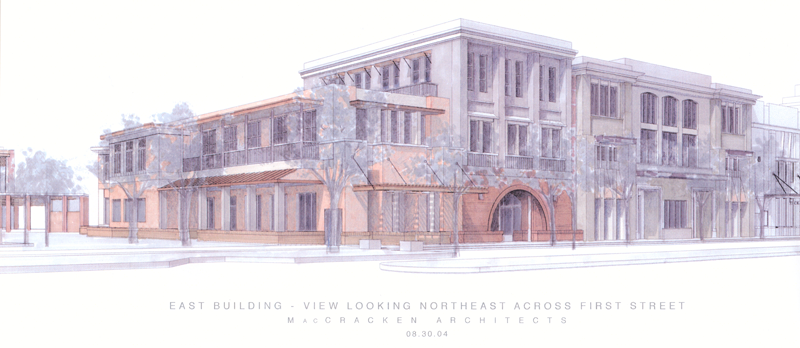 EAST BUILDING - VIEW LOOKING NORTHEAST ACROSS FIRST STREET
MACCRACKEN ARCHITECTS
08.30.04